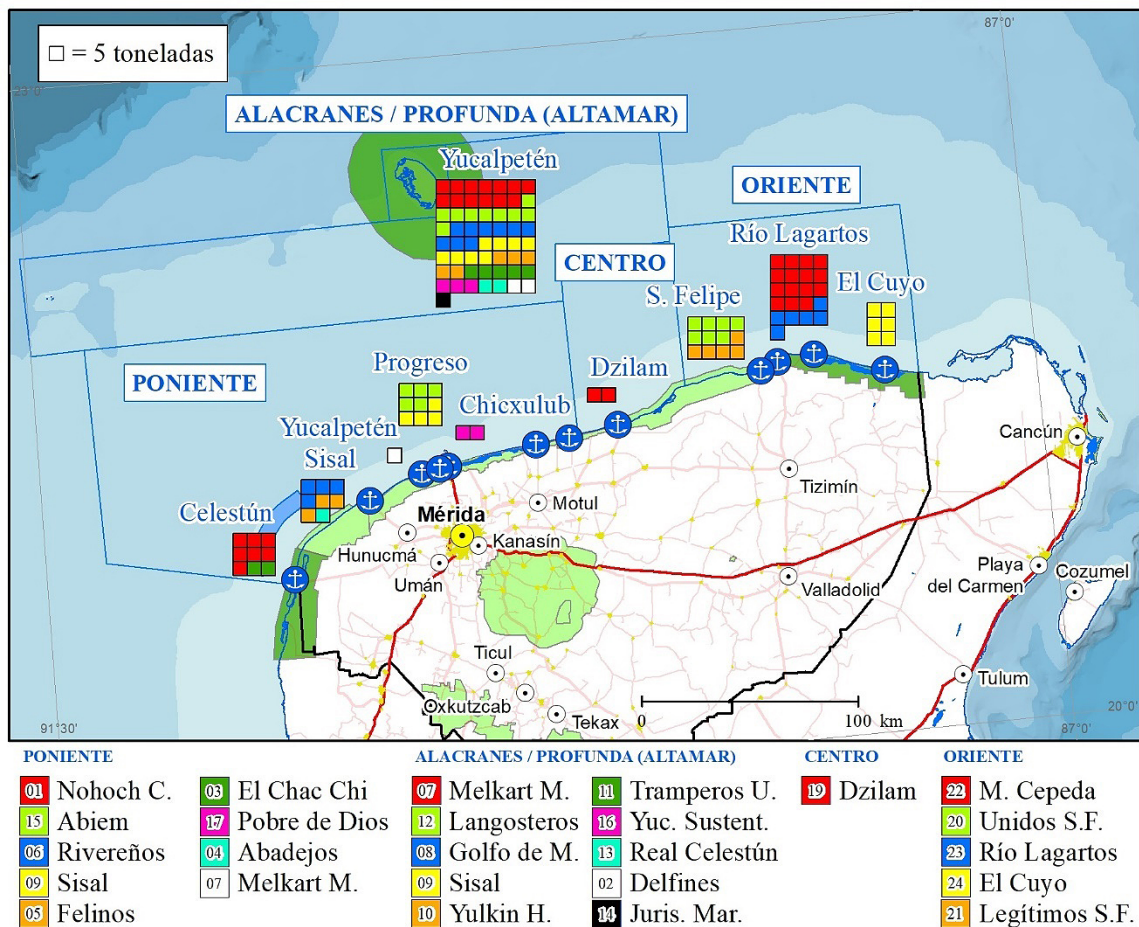 □ = 5 toneladas
87°0'
23°0'
ALACRANES / PROFUNDA (ALTAMAR)
Yucalpetén
ORIENTE
Río Lagartos
CENTRO
El Cuyo
S. Felipe
Progreso
PONIENTE
Dzilam
Chicxulub
Yucalpetén
Sisal
Cancún
Tizimín
Celestún
Motul
Mérida
Kanasín
Hunucmá
Umán
Valladolid
Playa
del Carmen
Cozumel
Ticul
Tulum
Oxkutzcab
Tekax
0 100 km
91°30'
87°0'
20°0'
PONIENTE
01 Nohoch C.
15 Abiem
06 Rivereños
09 Sisal
05 Felinos
03 El Chac Chi
17 Pobre de Dios
04 Abadejos
07 Melkart M.
ALACRANES / PROFUNDA (ALTAMAR)
07 Melkart M.
12 Langosteros
08 Golfo de M.
09 Sisal
10 Yulkin H.
11 Tramperos U.
16 Yuc. Sustent.
13 Real Celestún
02 Delfines
14 Juris. Mar.
CENTRO
19 Dzilam
ORIENTE
22 M. Cepeda
20 Unidos S.F.
23 Río Lagartos
24 El Cuyo
21 Legítimos S.F.